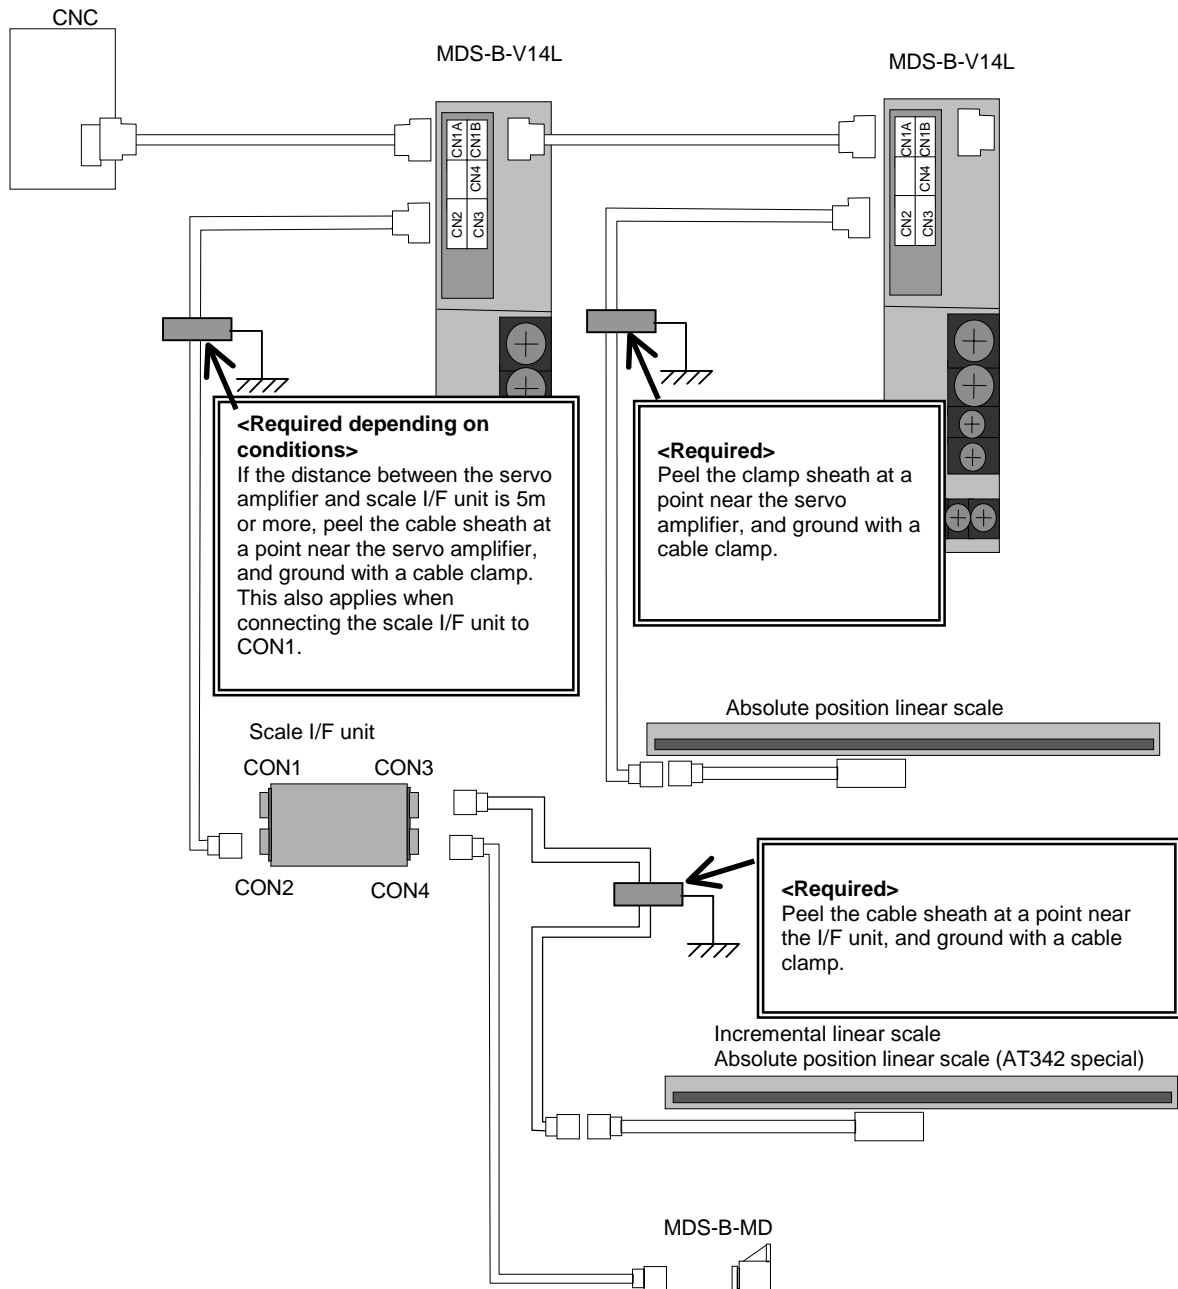 CNC
MDS-B-V14L
MDS-B-V14L
CN1A
CN1B
CN4
CN2
CN3
CN1A
CN1B
CN4
CN2
CN3
<Required depending on
conditions>
If the distance between the servo
amplifier and scale I/F unit is 5m
or more, peel the cable sheath at
a point near the servo amplifier,
and ground with a cable clamp.
This also applies when
connecting the scale I/F unit to
CON1.
<Required>
Peel the clamp sheath at a
point near the servo
amplifier, and ground with a
cable clamp.
Absolute position linear scale
Scale I/F unit
CON1
CON3
CON2
CON4
<Required>
Peel the cable sheath at a point near
the I/F unit, and ground with a cable
clamp.
Incremental linear scale
Absolute position linear scale (AT342 special)
MDS-B-MD